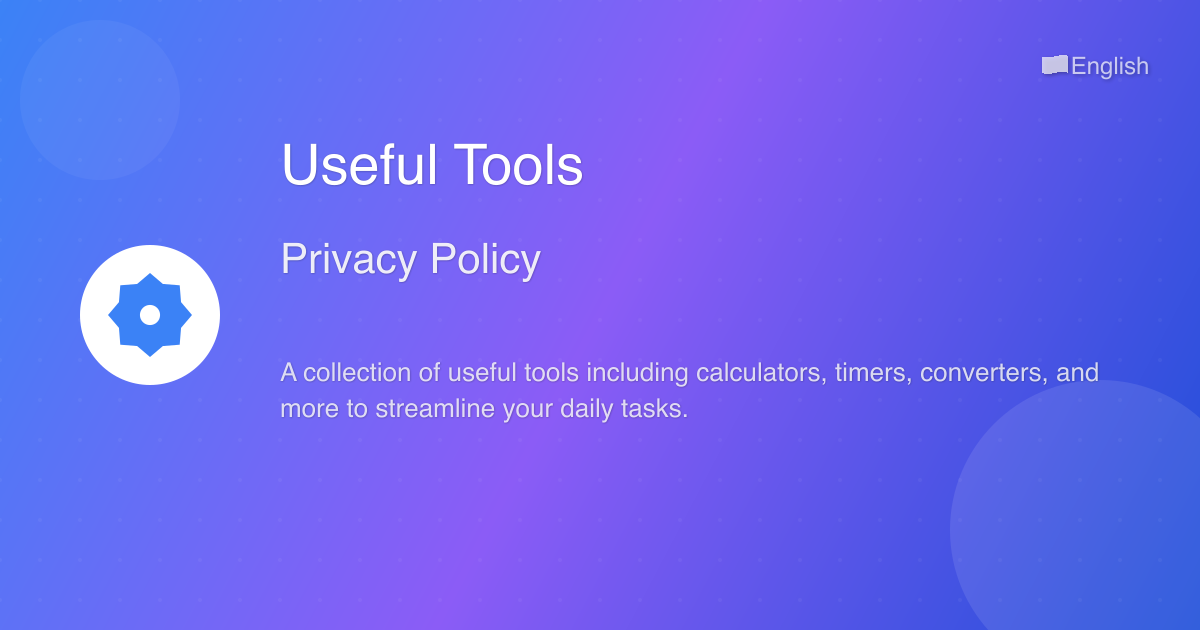 English
Useful Tools
Privacy Policy
A collection of useful tools including calculators, timers, converters, and
more to streamline your daily tasks.